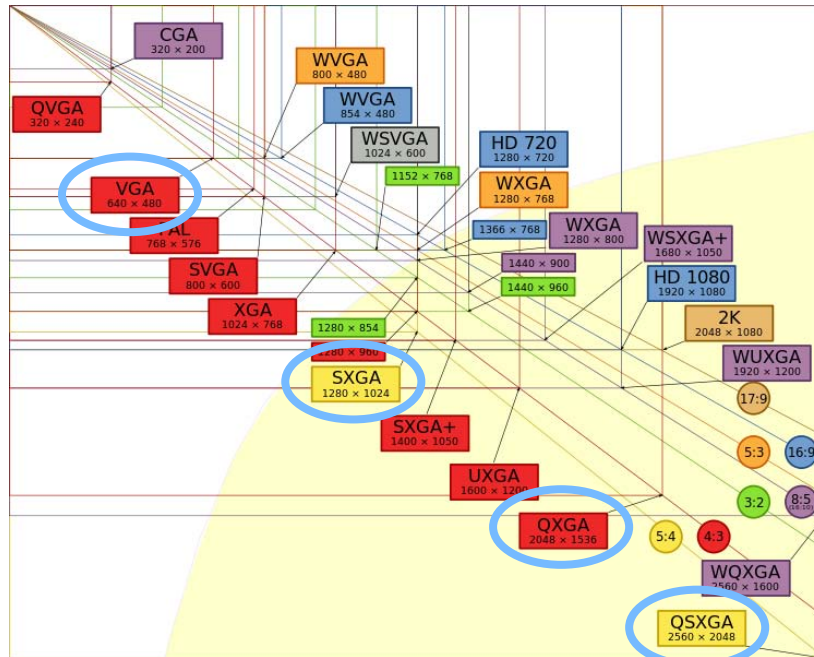 CGA
320 × 200
QVGA
320 × 240
WVGA
800 × 480
WVGA
854 × 480
WSVGA
1024 × 600
HD 720
1280 × 720
1152 × 768
WXGA
1280 × 768
VGA
640 × 480
PAL
768 × 576
1366 × 768
WXGA
1280 × 800
WSXGA+
1680 × 1050
SVGA
800 × 600
1440 × 900
HD 1080
1920 × 1080
1440 × 960
XGA
1024 × 768
2K
2048 × 1080
1280 × 854
1280 × 960
WUXGA
1920 × 1200
SXGA
1280 × 1024
17:9
SXGA+
1400 × 1050
5:3
16:9
UXGA
1600 × 1200
3:2
8:5
(16:10)
QXGA
2048 × 1536
5:4
4:3
WQXGA
2560 × 1600
QSXGA
2560 × 2048